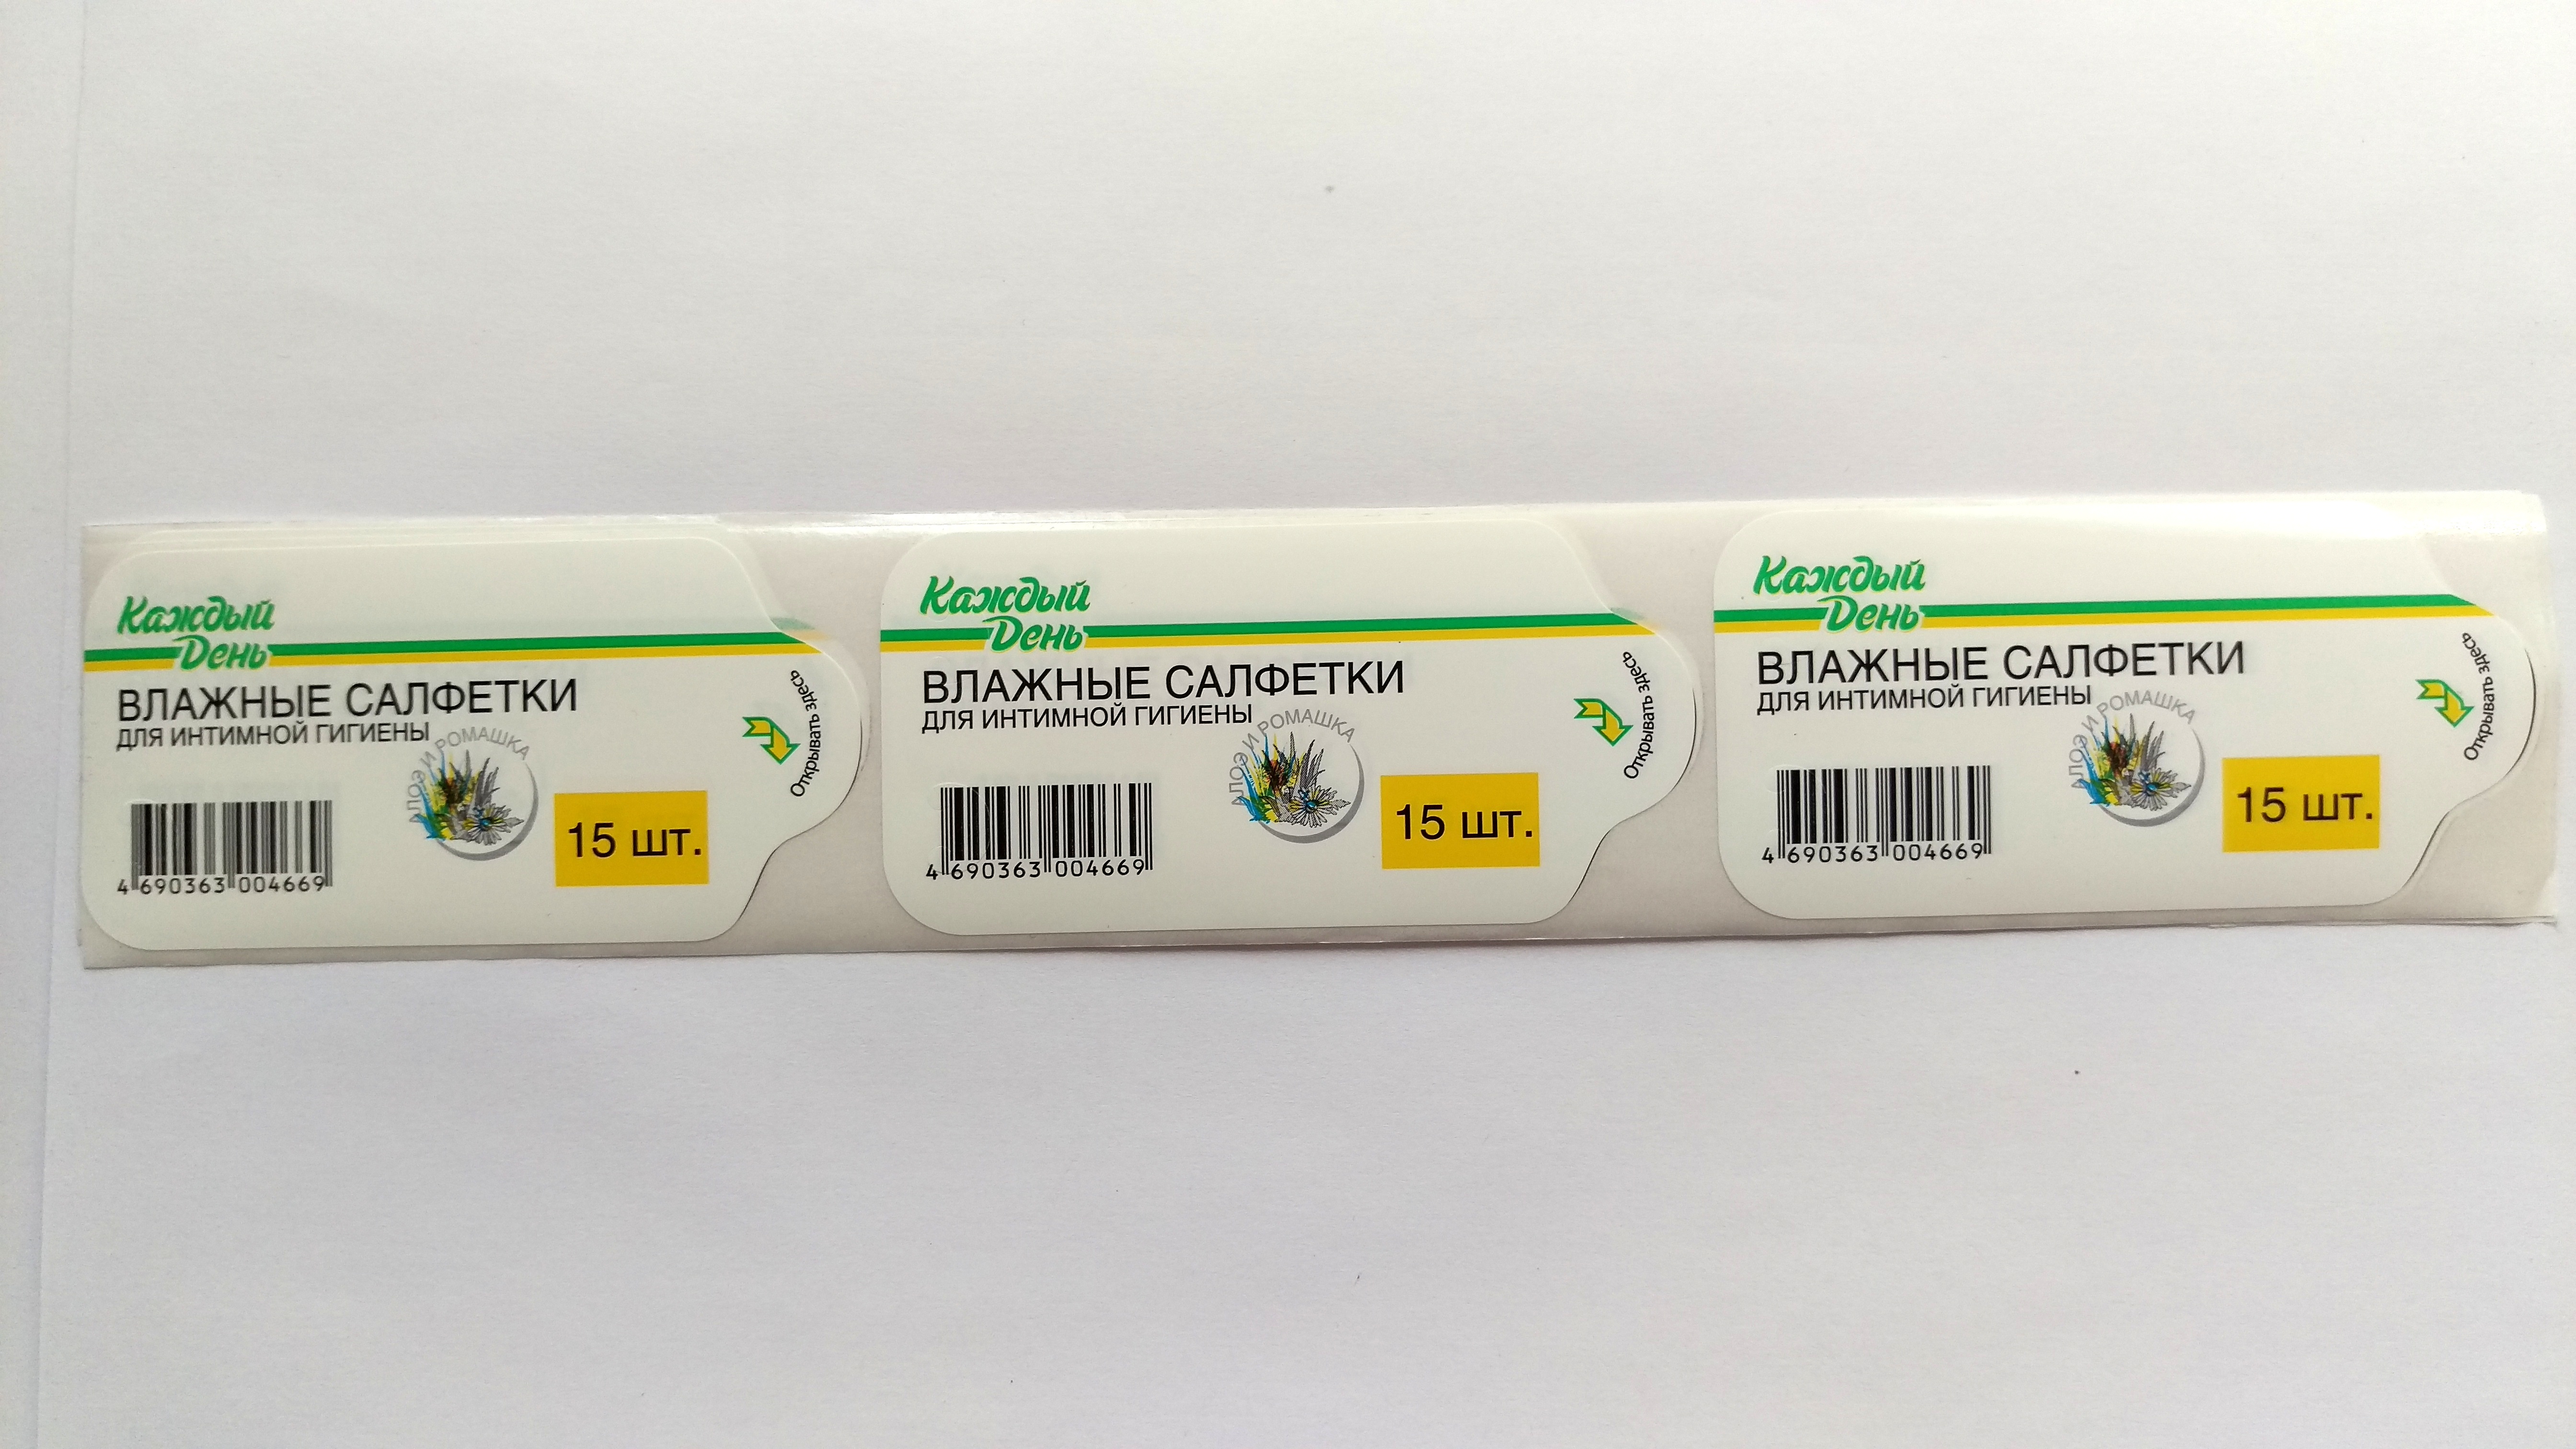 Каждый
День
ВЛАЖНЫЕ САЛФЕТКИ
ДЛЯ ИНТИМНОЙ ГИГИЕНЫ
АЛОЭ И РОМАШКА
Открывать здесь
15 шт.
4 690363 004669
Каждый
День
ВЛАЖНЫЕ САЛФЕТКИ
ДЛЯ ИНТИМНОЙ ГИГИЕНЫ
АЛОЭ И РОМАШКА
Открывать здесь
15 шт.
4 690363 004669
Каждый
День
ВЛАЖНЫЕ САЛФЕТКИ
ДЛЯ ИНТИМНОЙ ГИГИЕНЫ
АЛОЭ И РОМАШКА
Открывать здесь
15 шт.
4 690363 004669